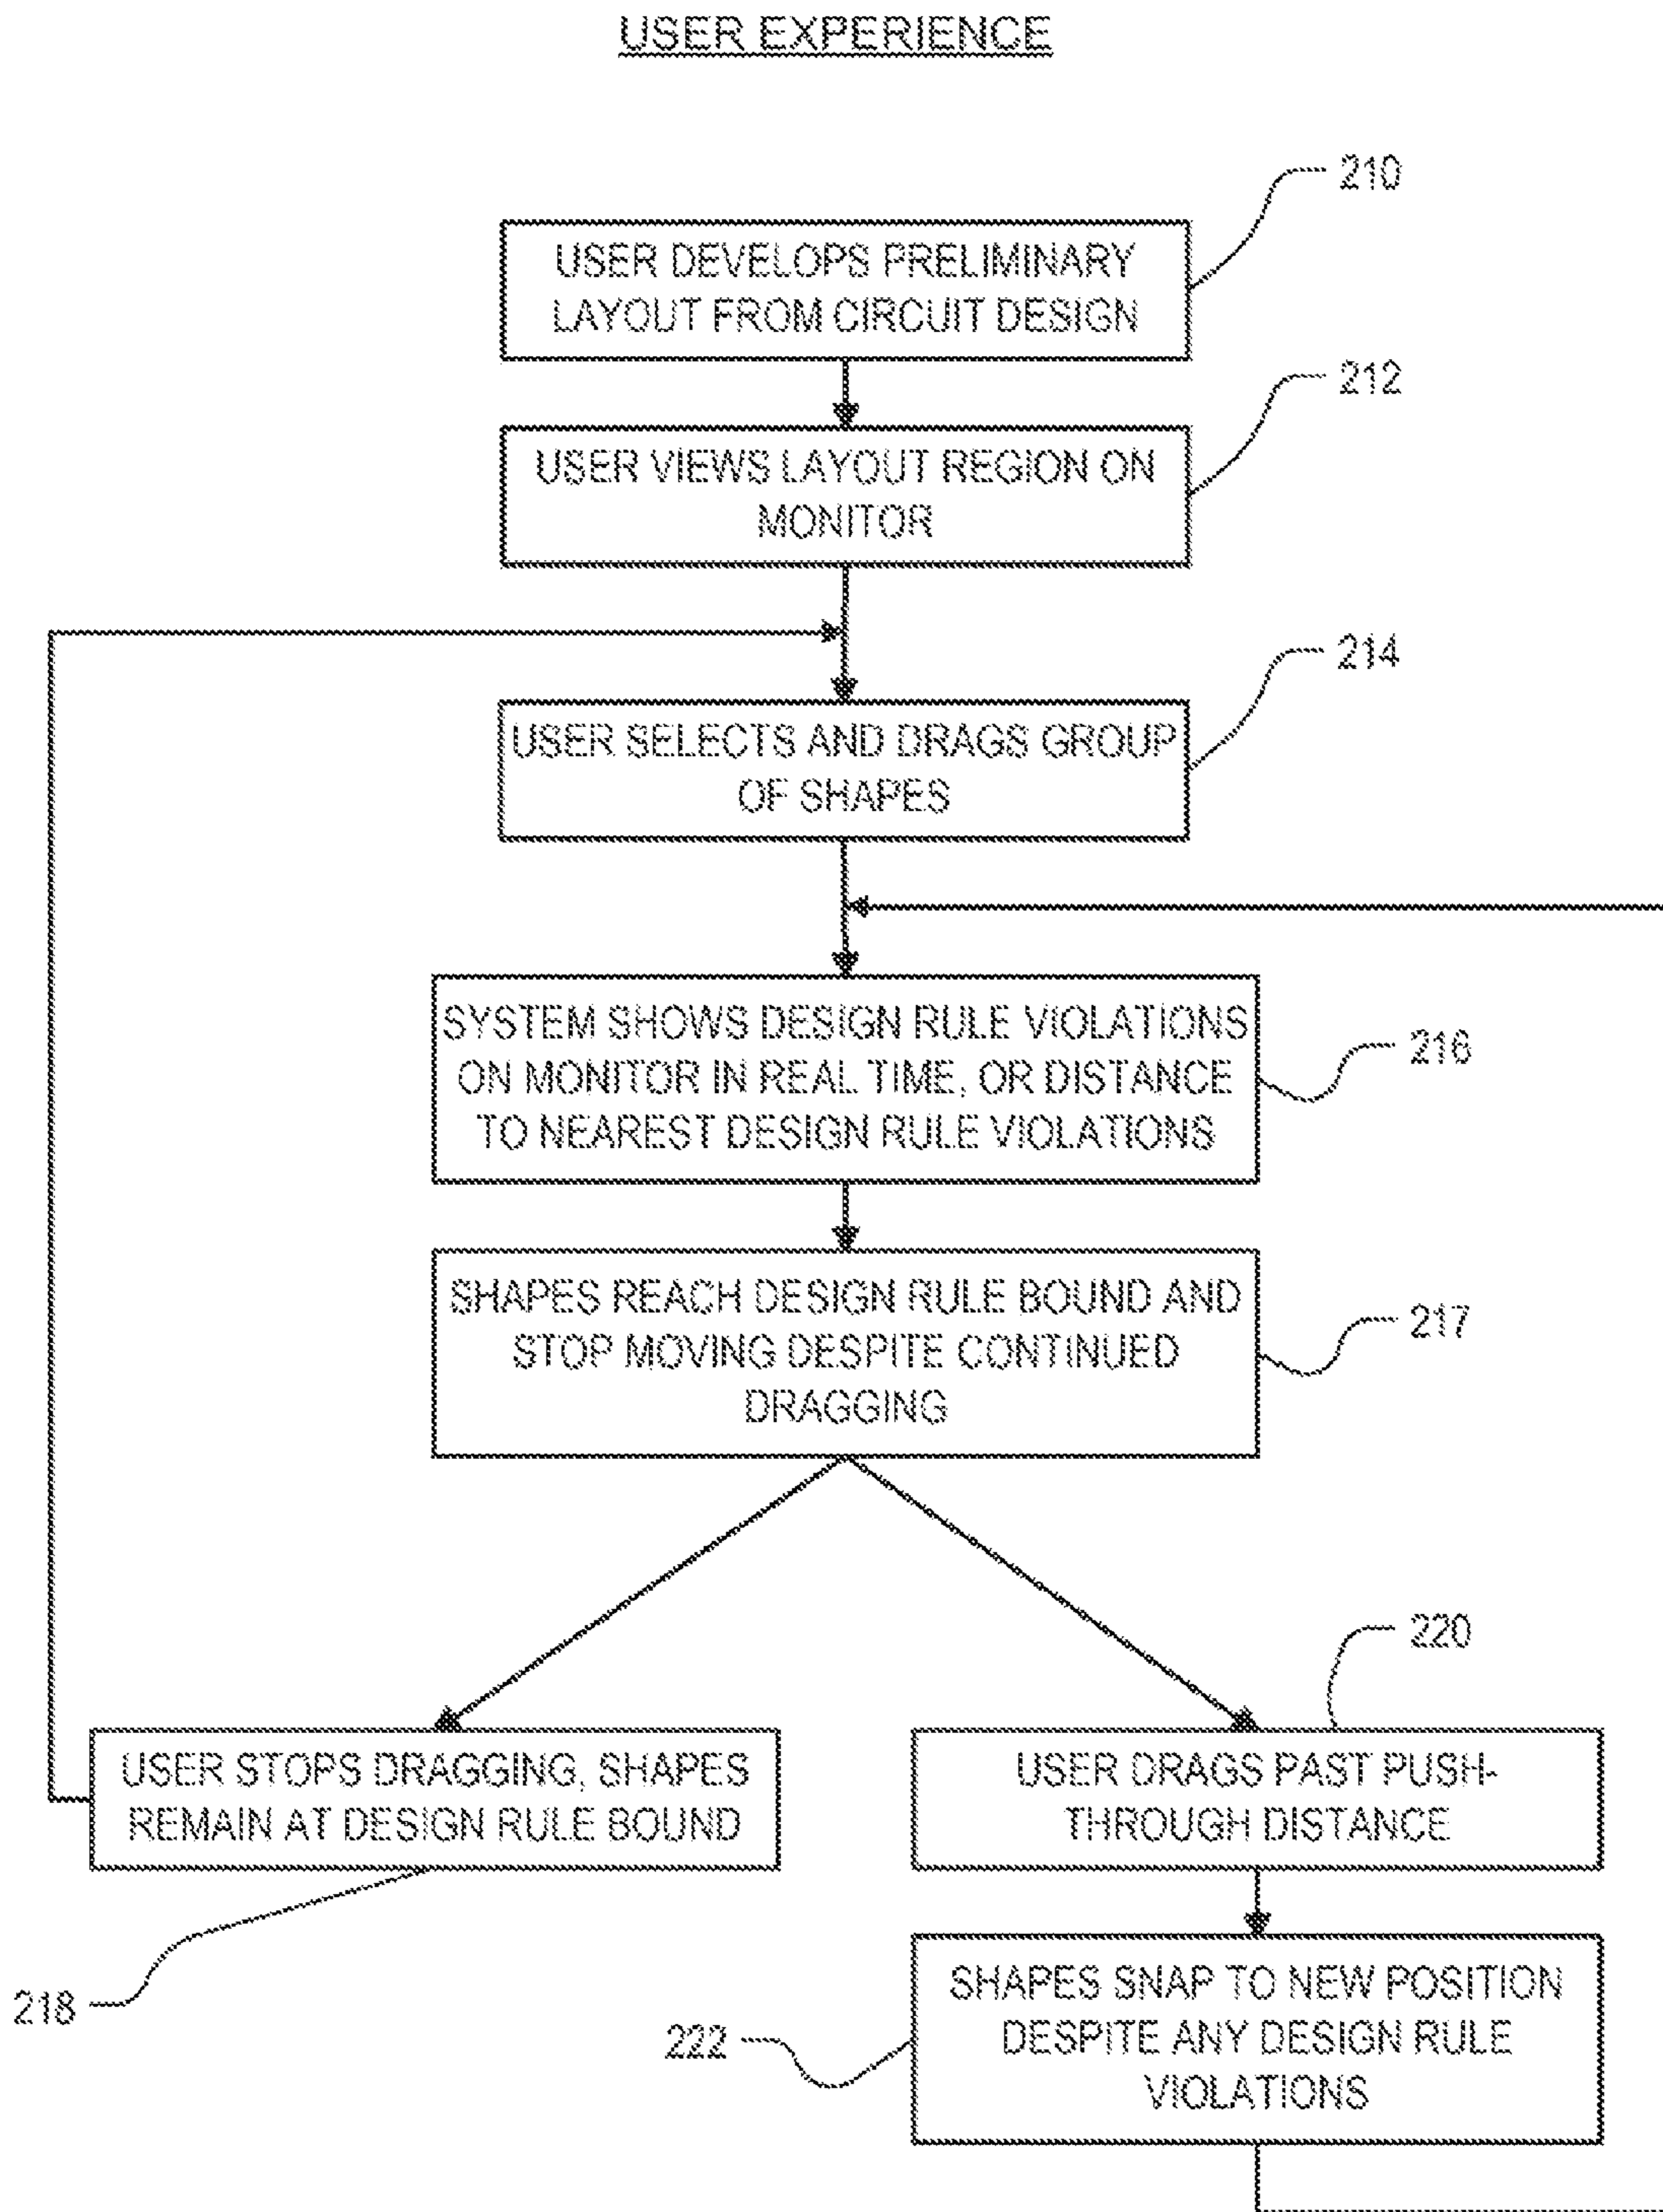 USER EXPERIENCE
210
USER DEVELOPS PRELIMINARY
LAYOUT FROM CIRCUIT DESIGN
212
USER VIEWS LAYOUT REGION ON
MONITOR
214
USER SELECTS AND DRAGS GROUP
OF SHAPES
SYSTEM SHOWS DESIGN RULE VIOLATIONS
ON MONITOR IN REAL TIME, OR DISTANCE
TO NEAREST DESIGN RULE VIOLATIONS
216
SHAPES REACH DESIGN RULE BOUND AND
STOP MOVING DESPITE CONTINUED
DRAGGING
217
220
USER STOPS DRAGGING, SHAPES
REMAIN AT DESIGN RULE BOUND
218
USER DRAGS PAST PUSH-
THROUGH DISTANCE
SHAPES SNAP TO NEW POSITION
DESPITE ANY DESIGN RULE
VIOLATIONS
222